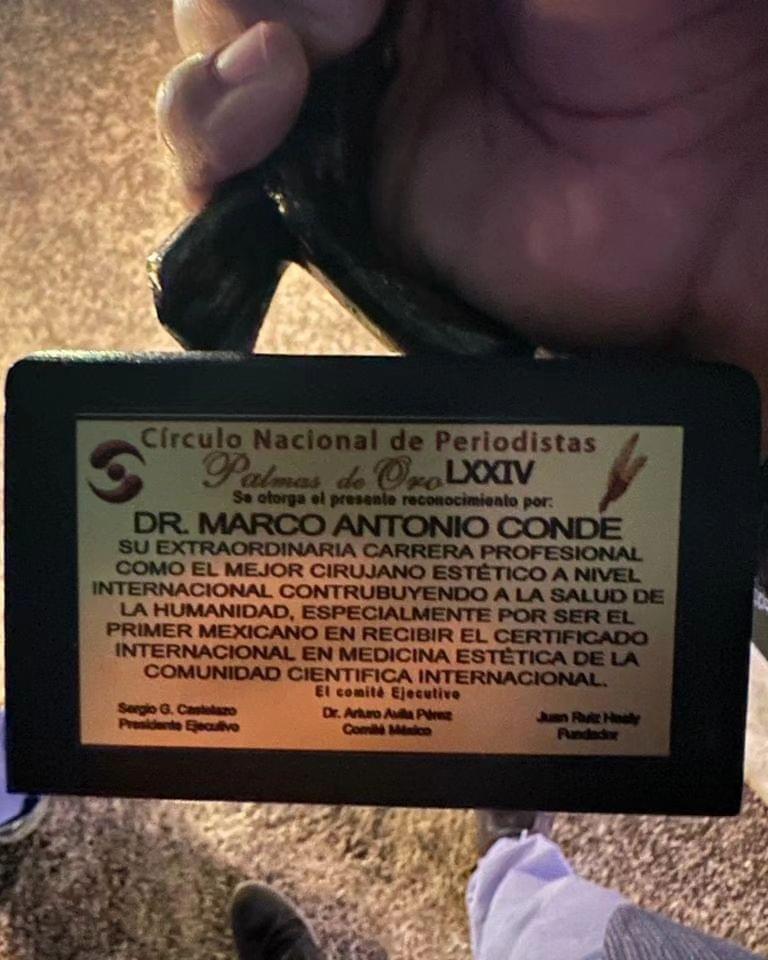 Círculo Nacional de Periodistas
Palmas de Oro LXXIV
Se otorga el presente reconocimiento por:
DR. MARCO ANTONIO CONDE
SU EXTRAORDINARIA CARRERA PROFESIONAL
COMO EL MEJOR CIRUJANO ESTÉTICO A NIVEL
INTERNACIONAL CONTRUBUYENDO A LA SALUD DE
LA HUMANIDAD, ESPECIALMENTE POR SER EL
PRIMER MEXICANO EN RECIBIR EL CERTIFICADO
INTERNACIONAL EN MEDICINA ESTÉTICA DE LA
COMUNIDAD CIENTIFICA INTERNACIONAL.
El comité Ejecutivo
Sergio G. Castelazo Dr. Arturo Avila Pérez Juan Ruiz Healy
Presidente Ejecutivo Comité México Fundador